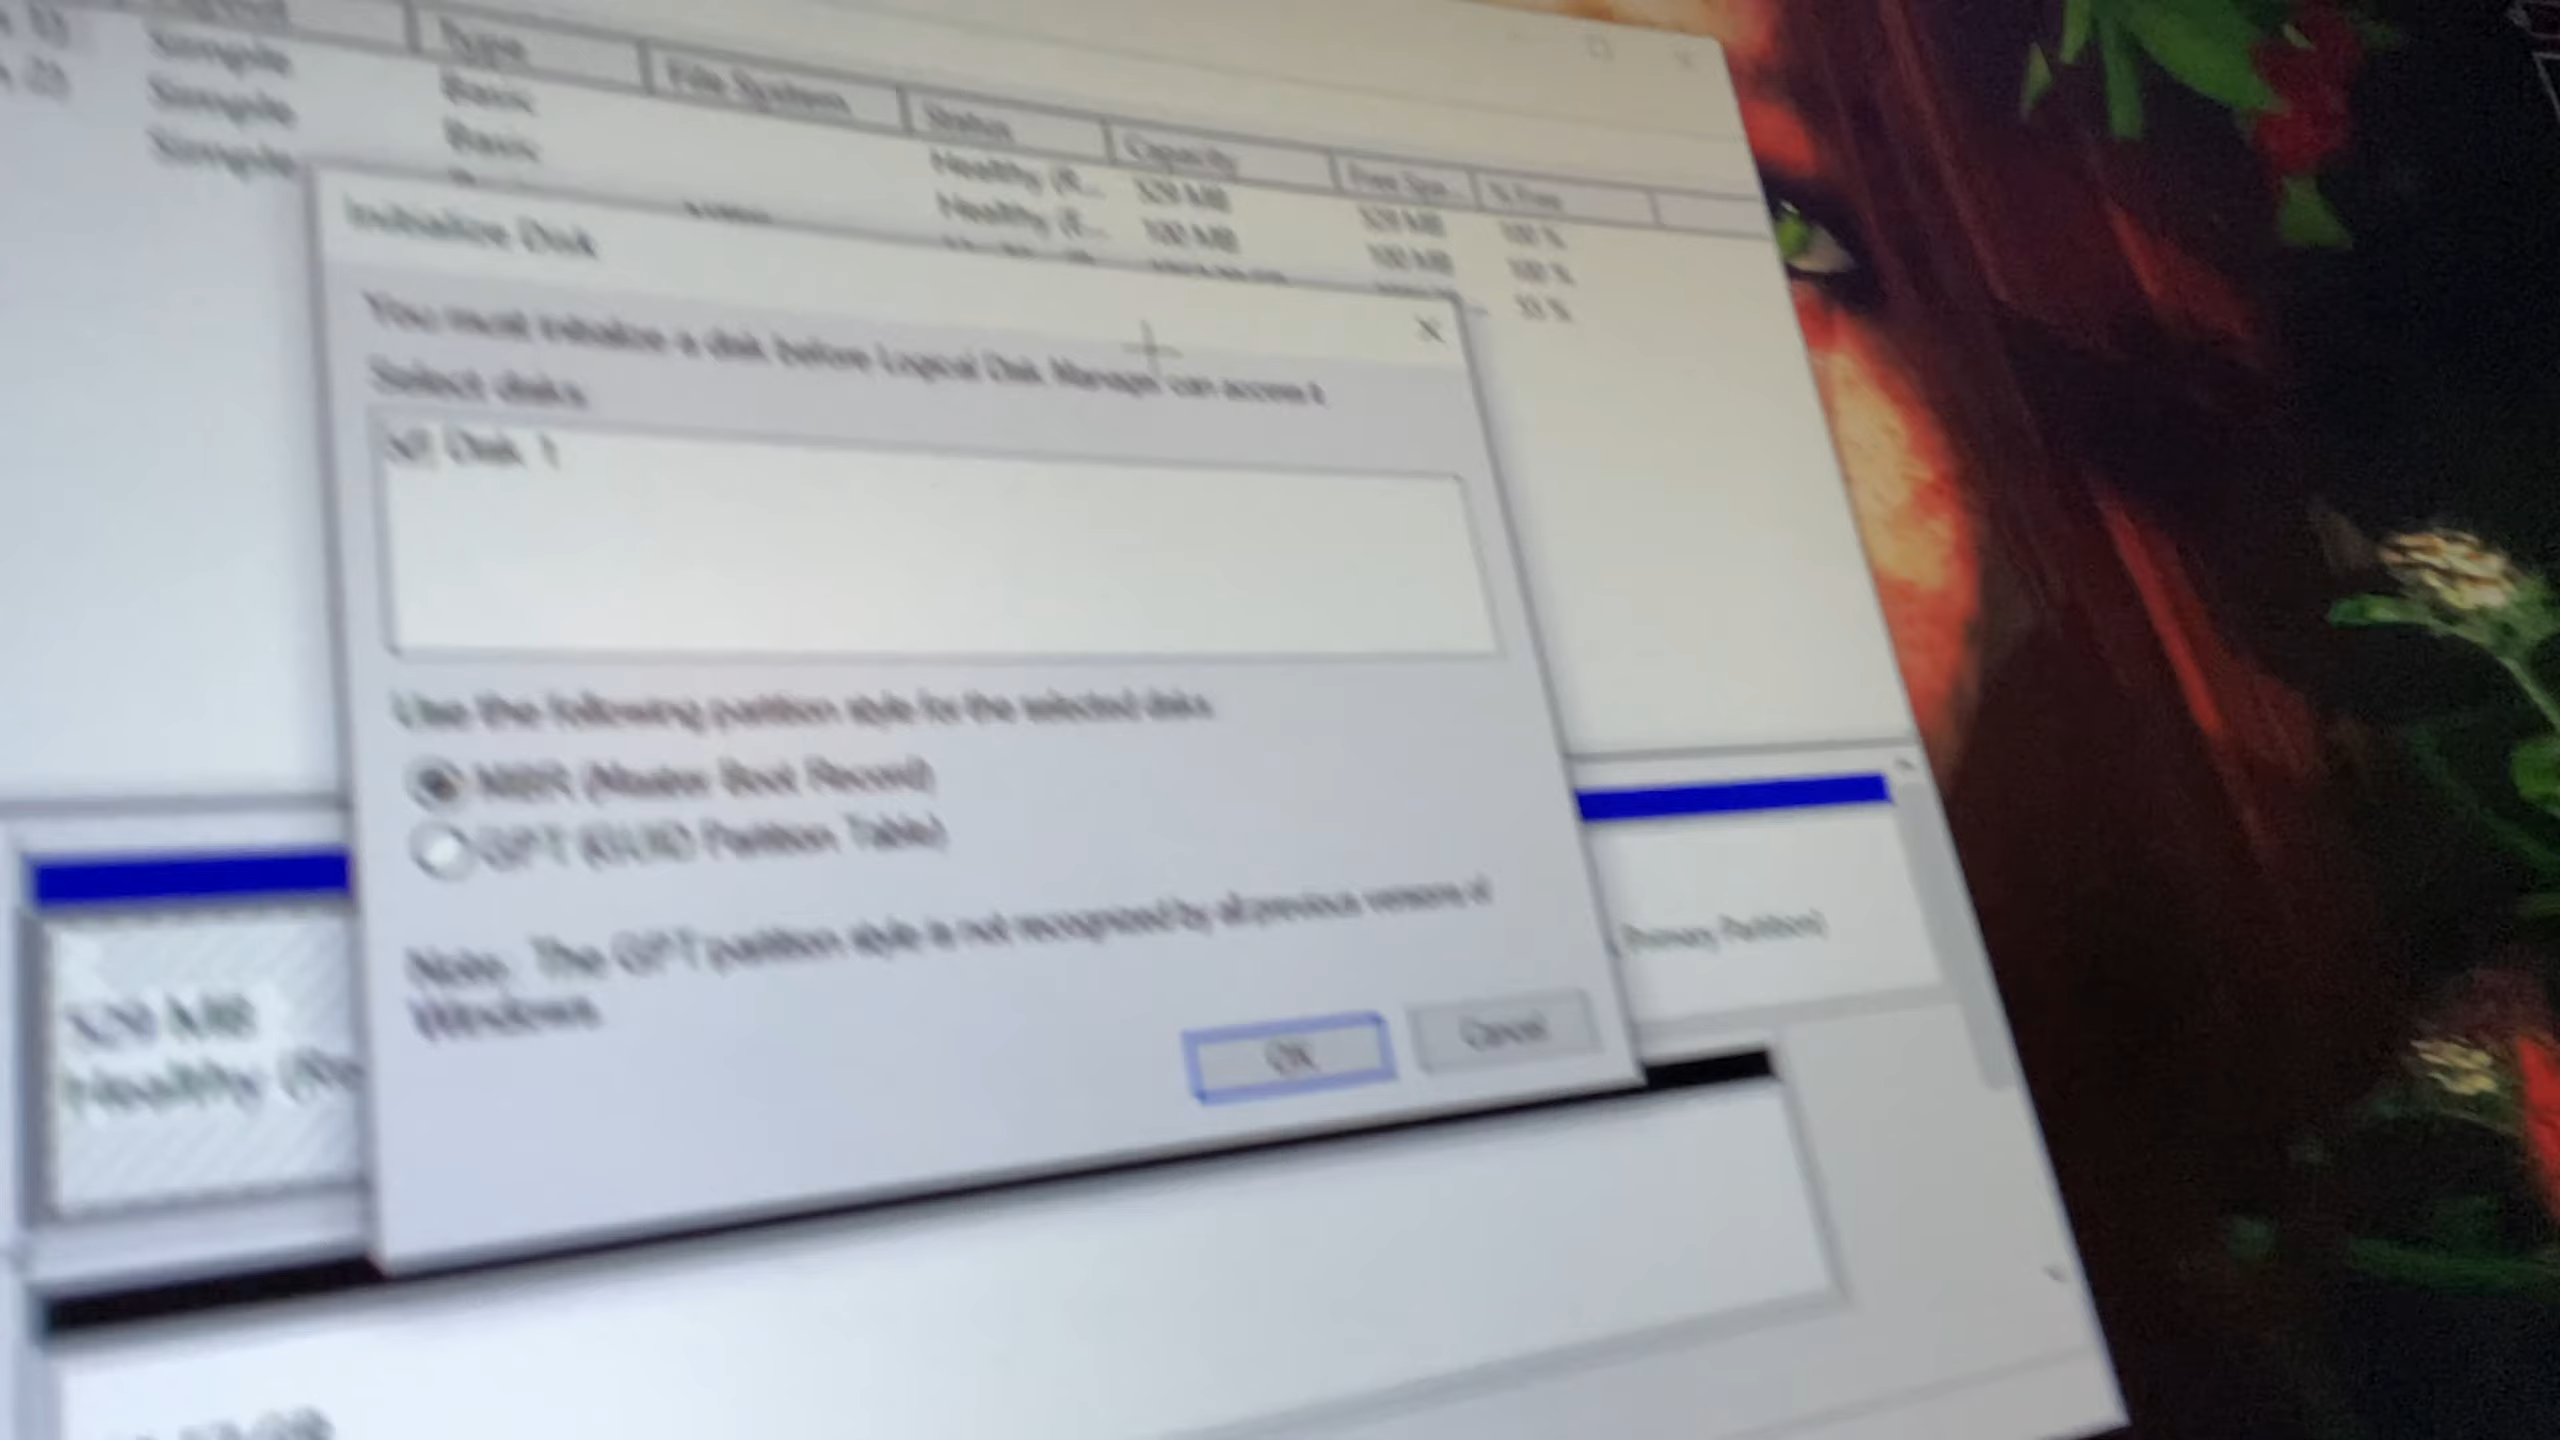 Simple
Simple
Simple
Type
Basic
Basic
File System
Status
Healthy (R...
Healthy (E...
Capacity
529 MB
100 MB
Free Spa...
529 MB
100 MB
% Free
100 %
100 %
Initialize Disk
You must initialize a disk before Logical Disk Manager can access it.
Select disks:
Disk 1
Use the following partition style for the selected disks:
MBR (Master Boot Record)
GPT (GUID Partition Table)
Note: The GPT partition style is not recognized by all previous versions of
Windows.
OK
Cancel
529 MB
Healthy (Re
Primary Partition)